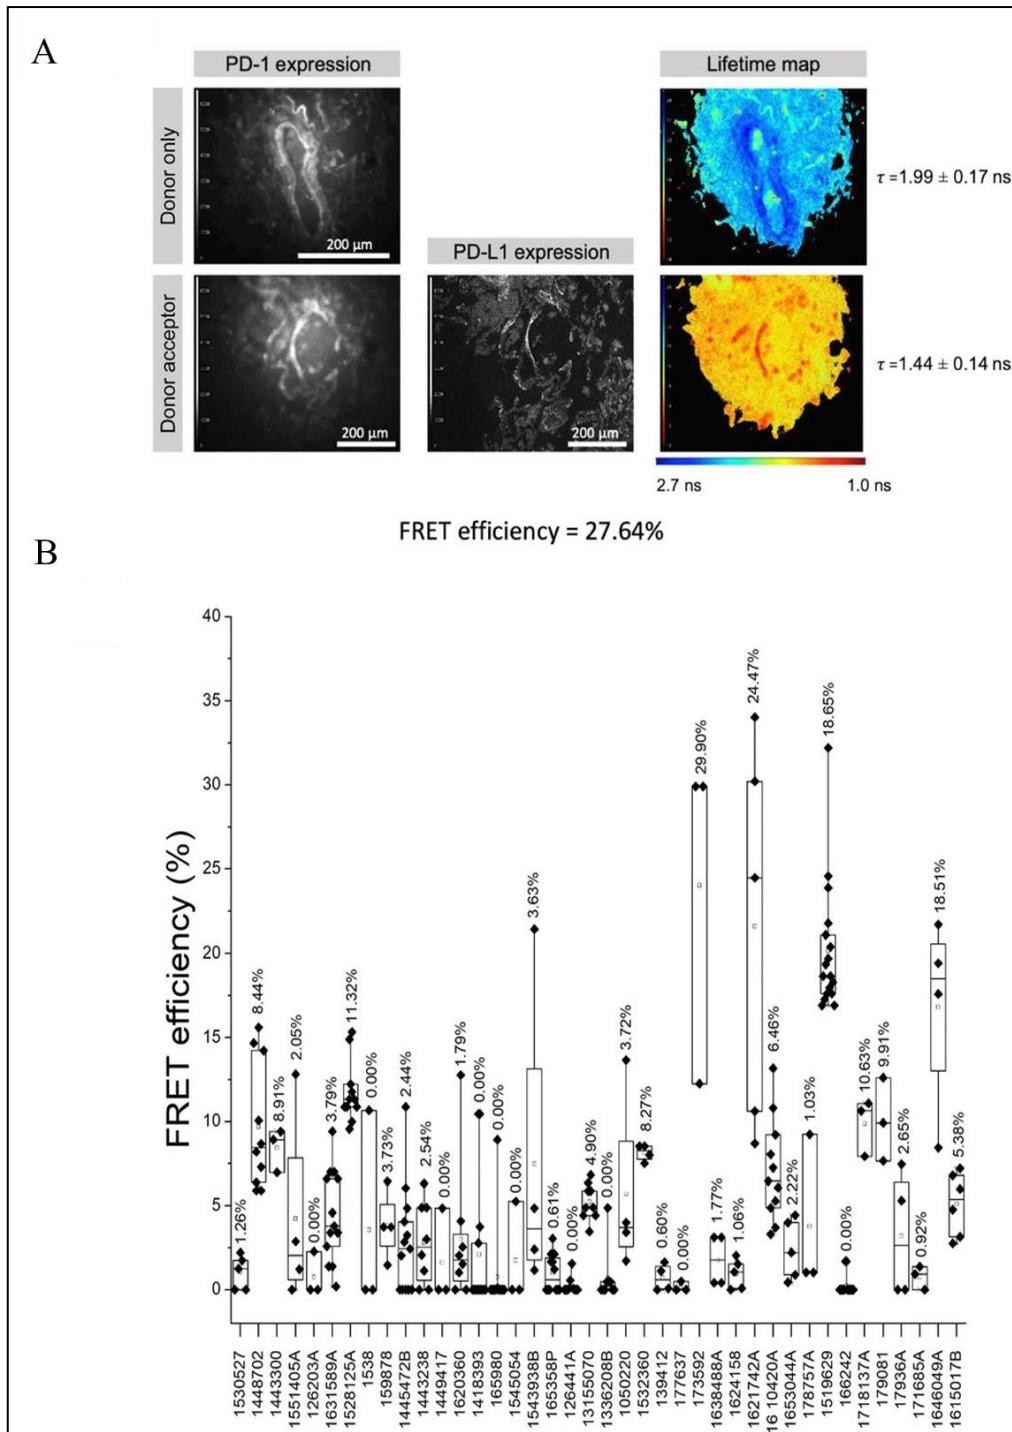 A
PD-1 expression
Lifetime map
Donor only
200 µm
τ =1.99 ± 0.17 ns
PD-L1 expression
Donor acceptor
200 µm
200 µm
τ =1.44 ± 0.14 ns
2.7 ns
1.0 ns
FRET efficiency = 27.64%
B
FRET efficiency (%)
40
35
30
25
20
15
10
5
0
1.26%
8.44%
8.91%
2.05%
0.00%
3.79%
11.32%
0.00%
3.73%
2.44%
2.54%
0.00%
1.79%
0.00%
0.00%
0.00%
3.63%
0.61%
0.00%
4.90%
0.00%
3.72%
8.27%
0.60%
0.00%
29.90%
1.77%
1.06%
24.47%
6.46%
2.22%
1.03%
18.65%
0.00%
10.63%
9.91%
2.65%
0.92%
18.51%
5.38%
1530527
1448702
1443300
1551405A
126203A
1631589A
1528125A
1538
159878
1445472B
1443238
1449417
1620360
1418393
165980
1545054
1543938B
165358P
126441A
13155070
1336208B
1050220
1532360
139412
177637
173592
1638488A
1624158
1621742A
16 10420A
1653044A
178757A
1519629
166242
1718137A
179081
17936A
171685A
1646049A
1615017B